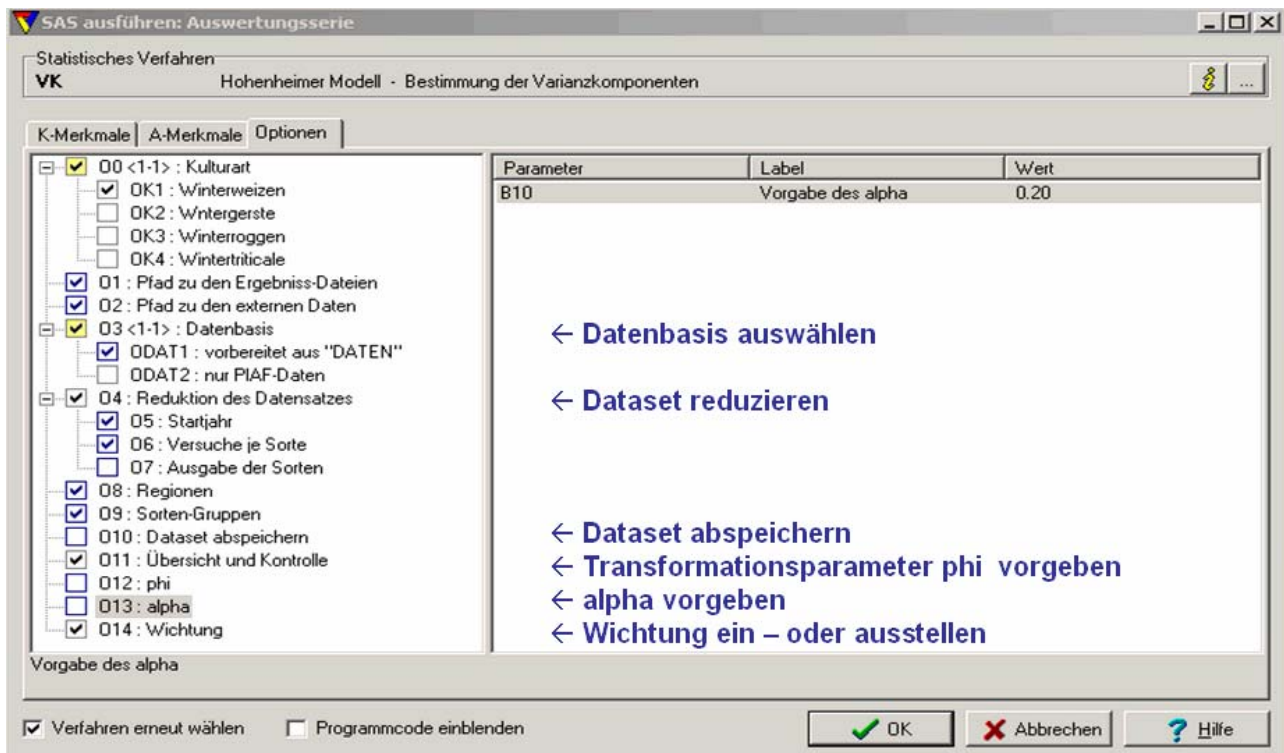 SAS ausführen: Auswertungsserie
Statistisches Verfahren
VK Hohenheimer Modell - Bestimmung der Varianzkomponenten
...
K-Merkmale A-Merkmale Optionen
O0 <1-1> : Kulturart
OK1 : Winterweizen
OK2 : Wntergerste
OK3 : Winterroggen
OK4 : Wintertriticale
O1 : Pfad zu den Ergebniss-Dateien
O2 : Pfad zu den externen Daten
O3 <1-1> : Datenbasis
ODAT1 : vorbereitet aus "DATEN"
ODAT2 : nur PIAF-Daten
O4 : Reduktion des Datensatzes
O5 : Startjahr
O6 : Versuche je Sorte
O7 : Ausgabe der Sorten
O8 : Regionen
O9 : Sorten-Gruppen
O10 : Dataset abspeichern
O11 : Übersicht und Kontrolle
O12 : phi
O13 : alpha
O14 : Wichtung
Parameter Label Wert
B10 Vorgabe des alpha 0.20
← Datenbasis auswählen
← Dataset reduzieren
← Dataset abspeichern
← Transformationsparameter phi vorgeben
← alpha vorgeben
← Wichtung ein – oder ausstellen
Vorgabe des alpha
Verfahren erneut wählen Programmcode einblenden OK Abbrechen Hilfe